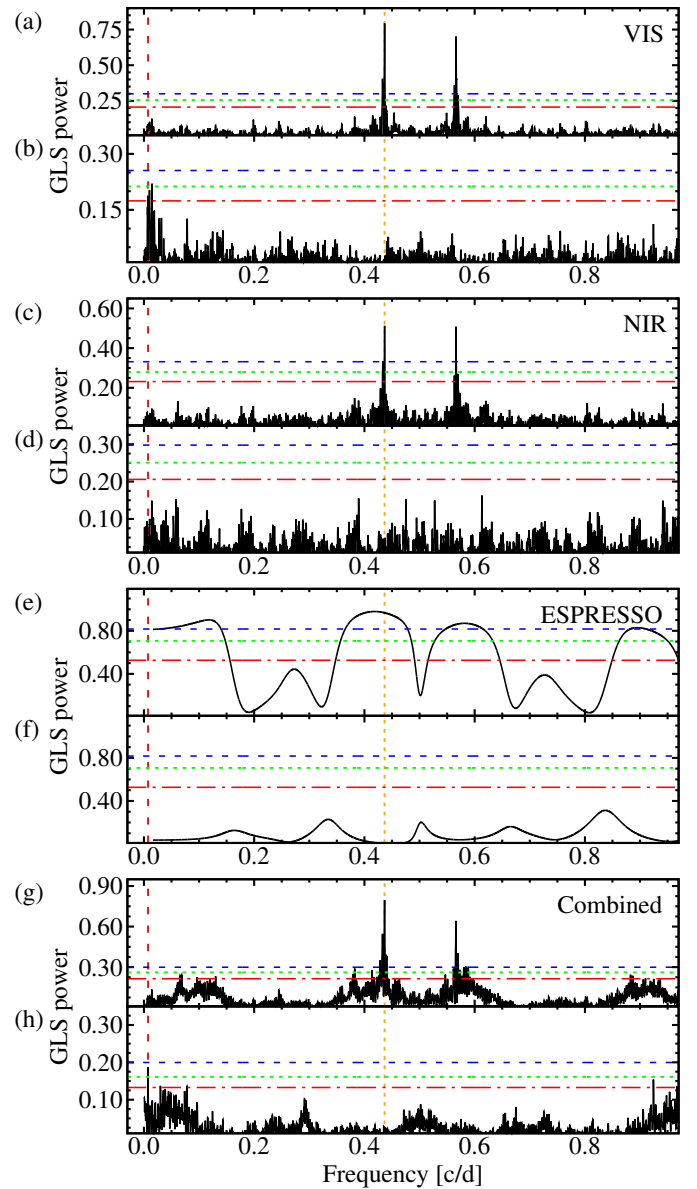 (a)
VIS
0.75
0.50
0.25
GLS power
(b)
0.30
0.15
0.0 0.2 0.4 0.6 0.8
(c)
NIR
0.60
0.40
0.20
GLS power
(d)
0.30
0.20
0.10
0.0 0.2 0.4 0.6 0.8
(e)
ESPRESSO
0.80
0.40
GLS power
(f)
0.80
0.40
0.0 0.2 0.4 0.6 0.8
(g)
Combined
0.90
0.60
0.30
GLS power
(h)
0.30
0.20
0.10
0.0 0.2 0.4 0.6 0.8
Frequency [c/d]